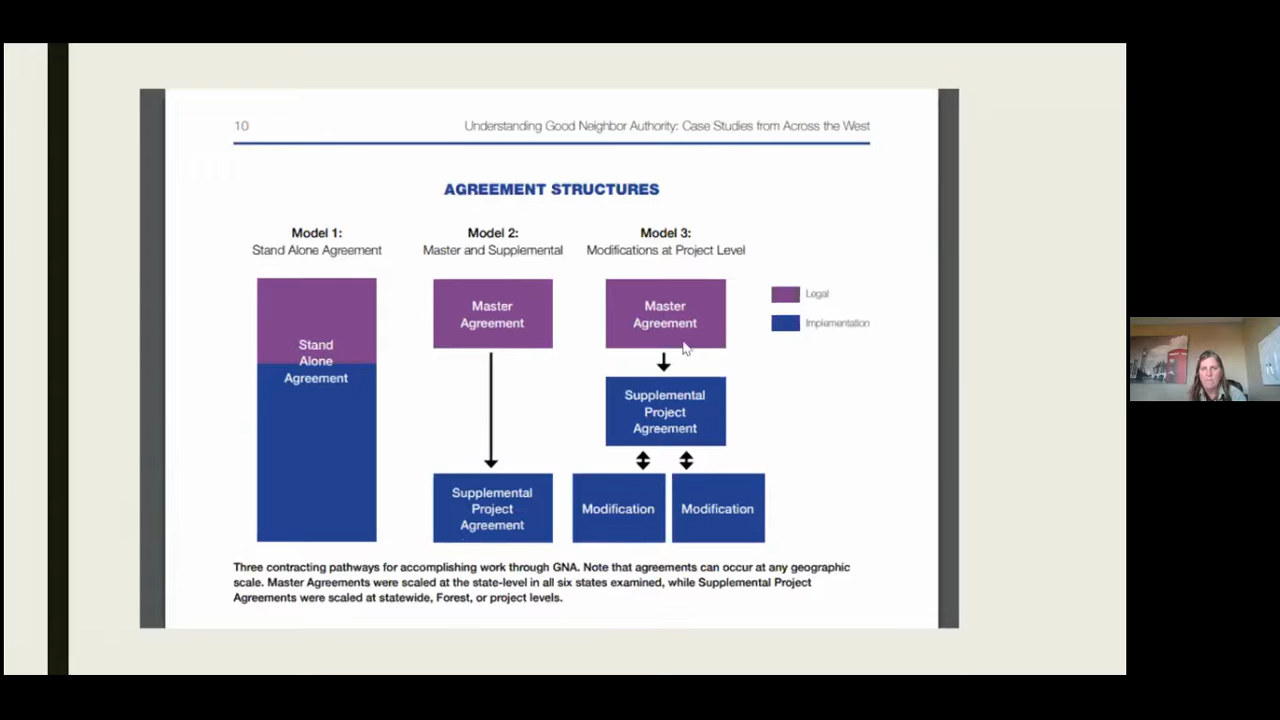 10
Understanding Good Neighbor Authority: Case Studies from Across the West
AGREEMENT STRUCTURES
Model 1:
Stand Alone Agreement
Model 2:
Master and Supplemental
Model 3:
Modifications at Project Level
Stand
Alone
Agreement
Master
Agreement
Supplemental
Project
Agreement
Master
Agreement
Supplemental
Project
Agreement
Modification
Modification
Legal
Implementation
Three contracting pathways for accomplishing work through GNA. Note that agreements can occur at any geographic
scale. Master Agreements were scaled at the state-level in all six states examined, while Supplemental Project
Agreements were scaled at statewide, Forest, or project levels.